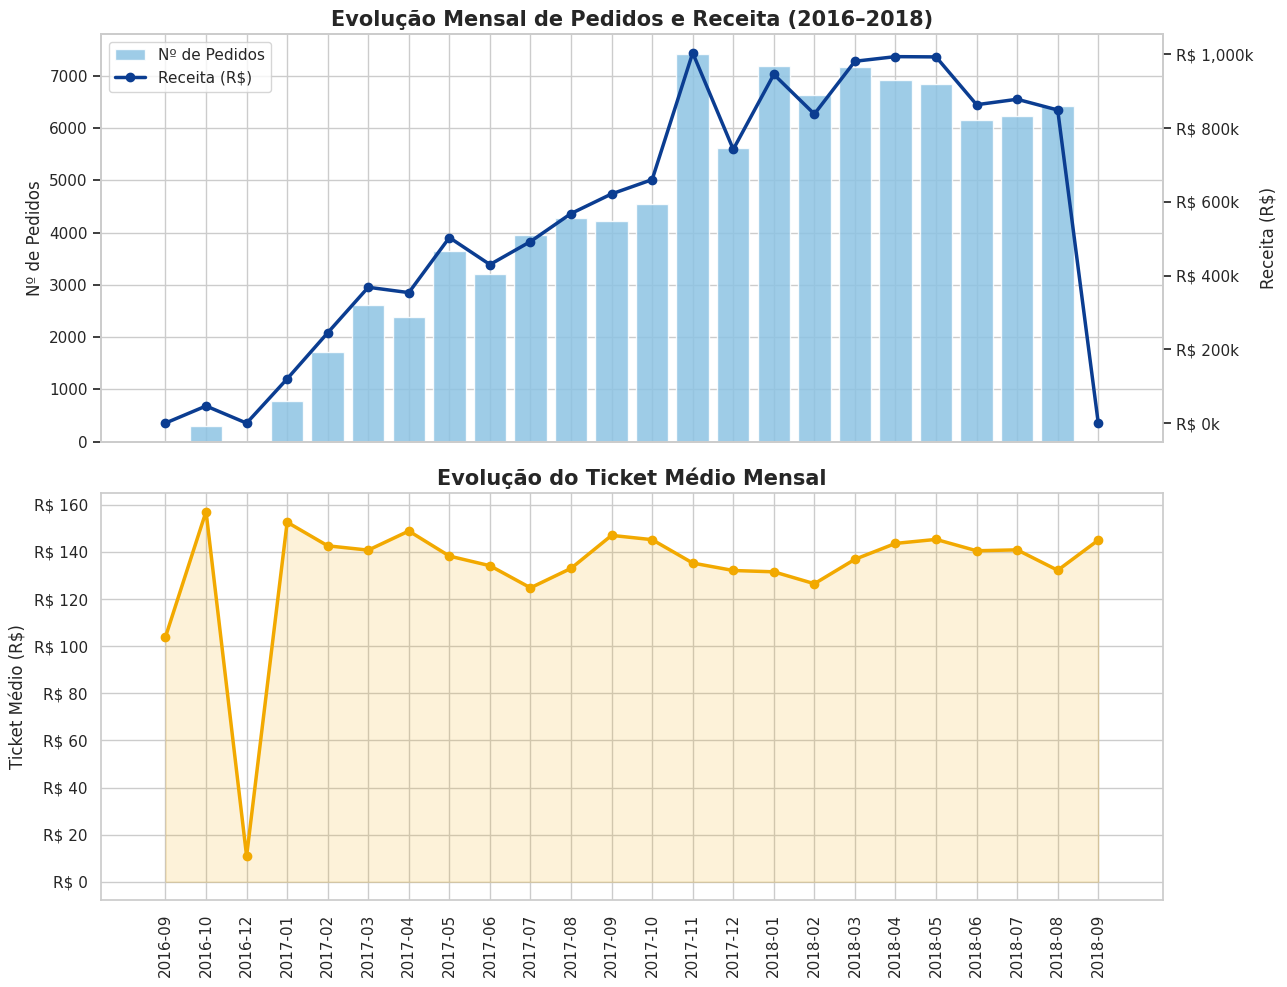 Evolução Mensal de Pedidos e Receita (2016–2018)
Nº de Pedidos
Receita (R$)
7000
6000
5000
4000
3000
2000
1000
0
Nº de Pedidos
R$ 1,000k
R$ 800k
R$ 600k
R$ 400k
R$ 200k
R$ 0k
Receita (R$)
Evolução do Ticket Médio Mensal
R$ 160
R$ 140
R$ 120
R$ 100
R$ 80
R$ 60
R$ 40
R$ 20
R$ 0
Ticket Médio (R$)
2016-09
2016-10
2016-12
2017-01
2017-02
2017-03
2017-04
2017-05
2017-06
2017-07
2017-08
2017-09
2017-10
2017-11
2017-12
2018-01
2018-02
2018-03
2018-04
2018-05
2018-06
2018-07
2018-08
2018-09